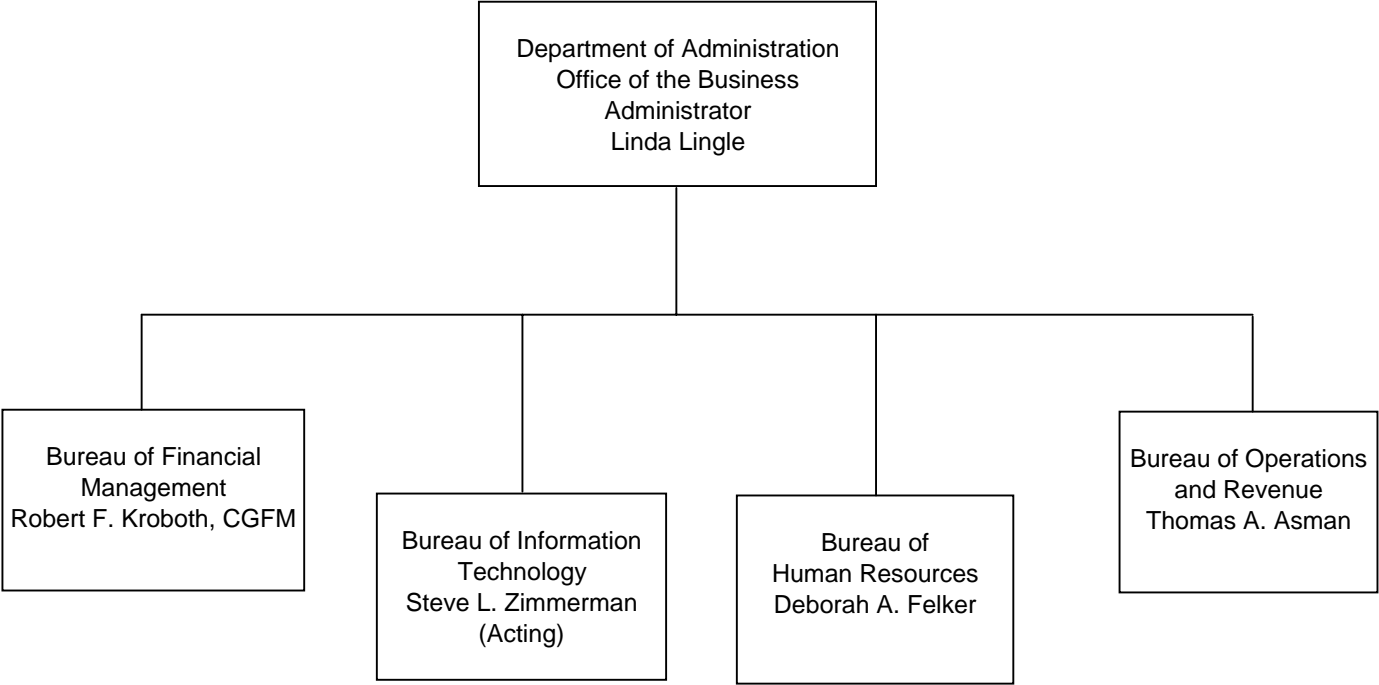 Department of Administration
Office of the Business
Administrator
Linda Lingle
Bureau of Financial
Management
Robert F. Kroboth, CGFM
Bureau of Information
Technology
Steve L. Zimmerman
(Acting)
Bureau of
Human Resources
Deborah A. Felker
Bureau of Operations
and Revenue
Thomas A. Asman